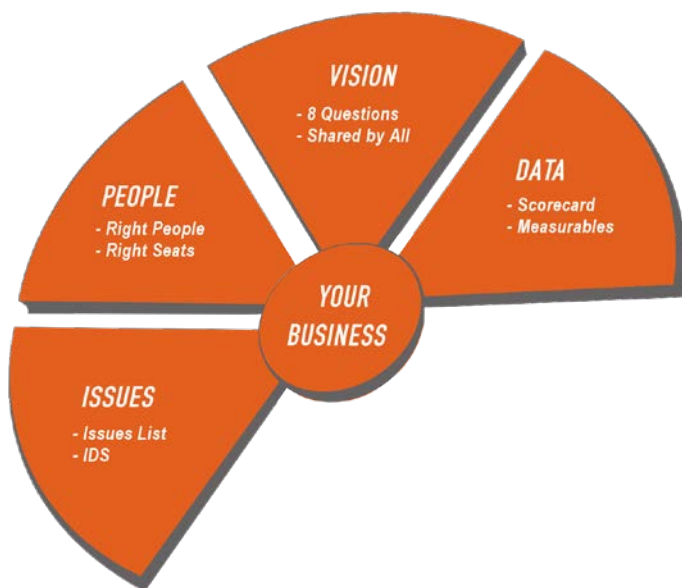 VISION
- 8 Questions
- Shared by All
DATA
- Scorecard
- Measurables
PEOPLE
- Right People
- Right Seats
YOUR
BUSINESS
ISSUES
- Issues List
- IDS